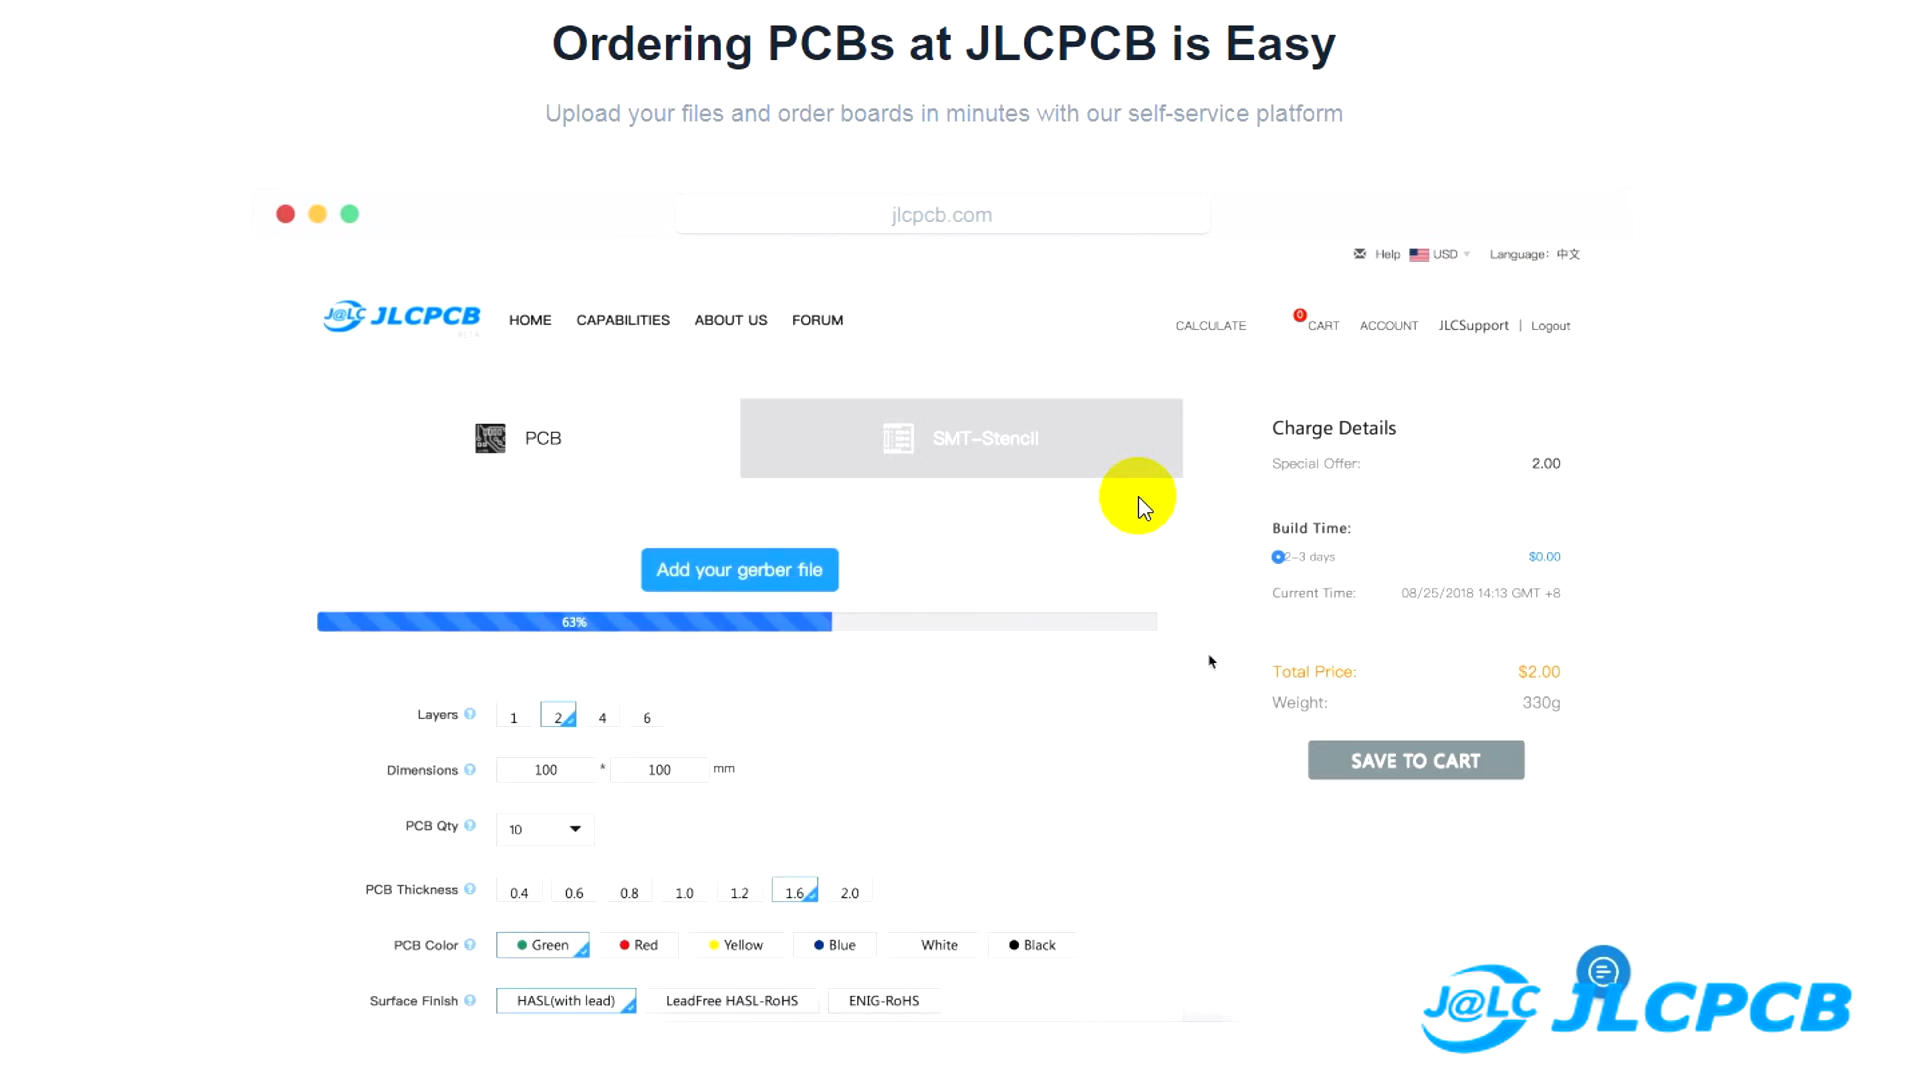 Ordering PCBs at JLCPCB is Easy
Upload your files and order boards in minutes with our self-service platform
jlcpcb.com
Help USD Language: 中文
J@LC JLCPCB HOME CAPABILITIES ABOUT US FORUM CALCULATE 0 CART ACCOUNT JLCSupport | Logout
BETA
PCB SMT-Stencil
Charge Details
Special Offer: 2.00
Build Time:
2-3 days $0.00
Current Time: 08/25/2018 14:13 GMT +8
Add your gerber file
63%
Total Price: $2.00
Weight: 330g
SAVE TO CART
Layers ? 1 2 4 6
Dimensions ? 100 * 100 mm
PCB Qty ? 10
PCB Thickness ? 0.4 0.6 0.8 1.0 1.2 1.6 2.0
PCB Color ? Green Red Yellow Blue White Black
Surface Finish ? HASL(with lead) LeadFree HASL-RoHS ENIG-RoHS
J@LC JLCPCB